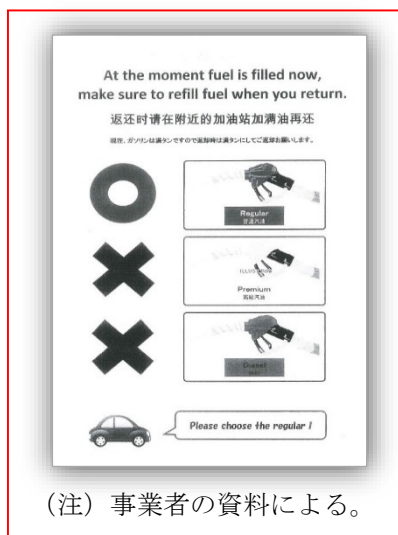 At the moment fuel is filled now,
make sure to refill fuel when you return.
返还时请在附近的加油站加满油再还
現在、ガソリンは満タンですので返却時は満タンにしてご返却お願いします。
Regular
普通汽油
Premium
高级汽油
Diesel
Please choose the regular !
（注）事業者の資料による。